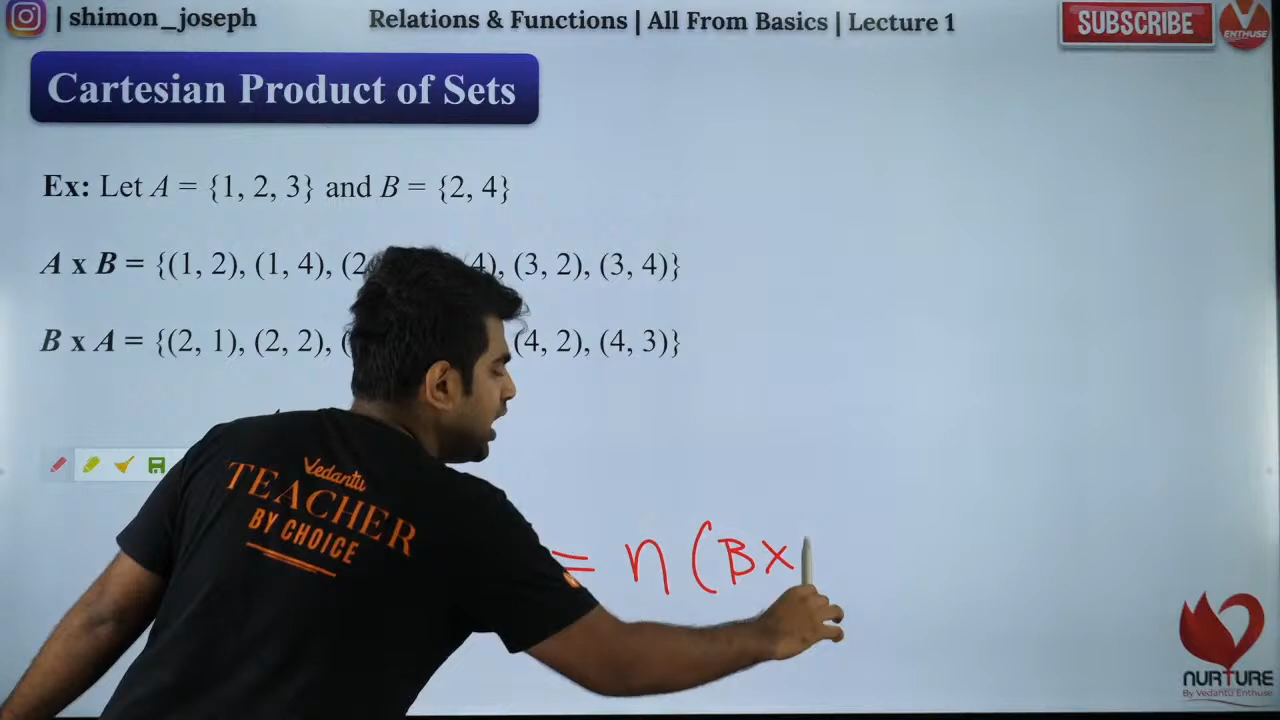 | shimon_joseph
Relations & Functions | All From Basics | Lecture 1
SUBSCRIBE
ENTHUSE
Cartesian Product of Sets
Ex: Let A = {1, 2, 3} and B = {2, 4}
A x B = {(1, 2), (1, 4), (2 4), (3, 2), (3, 4)}
B x A = {(2, 1), (2, 2), ( (4, 2), (4, 3)}
Vedantu
TEACHER
BY CHOICE
= n (B×
NURTURE
By Vedantu Enthuse